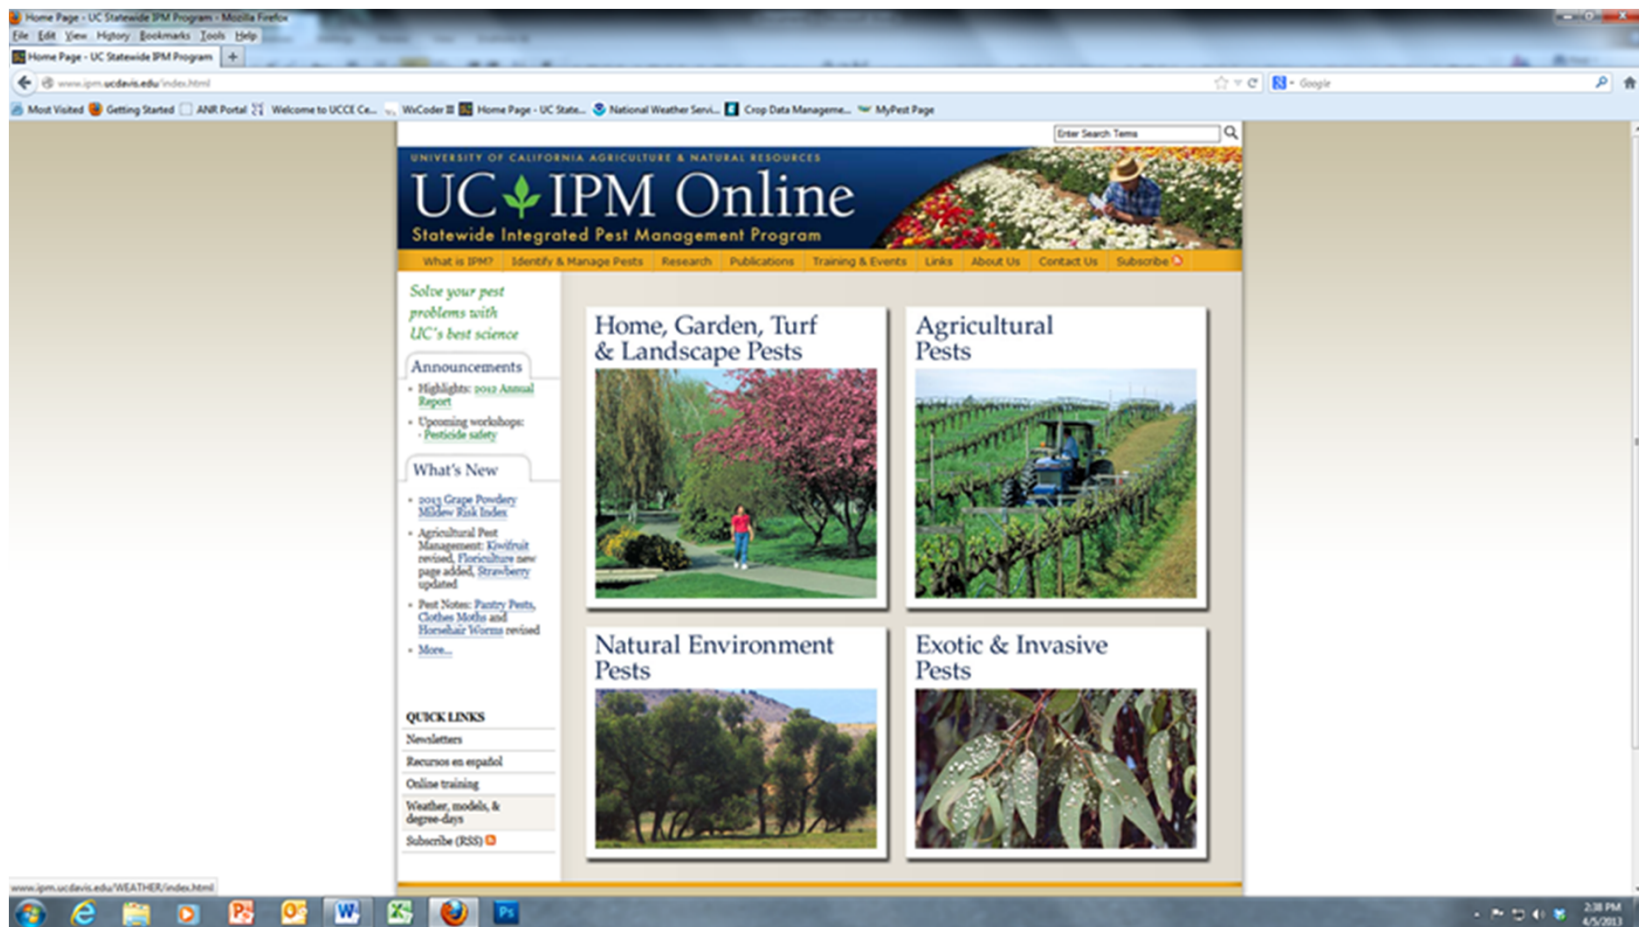 Home Page - UC Statewide IPM Program - Mozilla Firefox
File Edit View History Bookmarks Tools Help
Home Page - UC Statewide IPM Program +
www.ipm.ucdavis.edu/index.html
Google
Most Visited Getting Started ANR Portal Welcome to UCCE Ce... WxCoder III Home Page - UC State... National Weather Servi... Crop Data Manageme... MyPest Page
Enter Search Terms
UNIVERSITY OF CALIFORNIA AGRICULTURE & NATURAL RESOURCES
UC IPM Online
Statewide Integrated Pest Management Program
What is IPM? Identify & Manage Pests Research Publications Training & Events Links About Us Contact Us Subscribe
Solve your pest
problems with
UC's best science
Announcements
Highlights: 2012 Annual
Report
Upcoming workshops:
· Pesticide safety
What's New
2013 Grape Powdery
Mildew Risk Index
Agricultural Pest
Management: Kiwifruit
revised, Floriculture new
page added, Strawberry
updated
Pest Notes: Pantry Pests,
Clothes Moths and
Horsehair Worms revised
More...
QUICK LINKS
Newsletters
Recursos en español
Online training
Weather, models, &
degree-days
Subscribe (RSS)
Home, Garden, Turf
& Landscape Pests
Agricultural
Pests
Natural Environment
Pests
Exotic & Invasive
Pests
www.ipm.ucdavis.edu/WEATHER/index.html
Ps
2:38 PM
4/5/2013